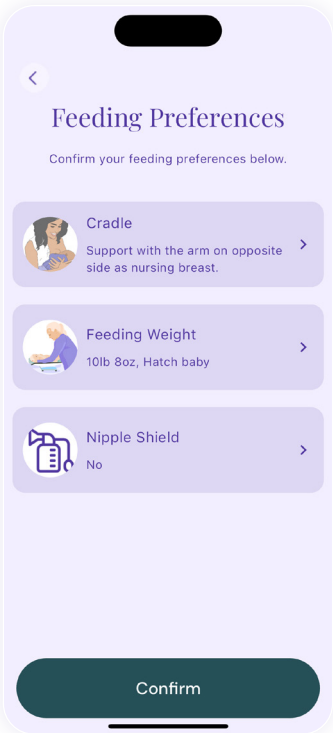 Feeding Preferences
Confirm your feeding preferences below.
Cradle
Support with the arm on opposite
side as nursing breast.
Feeding Weight
10lb 8oz, Hatch baby
Nipple Shield
No
Confirm